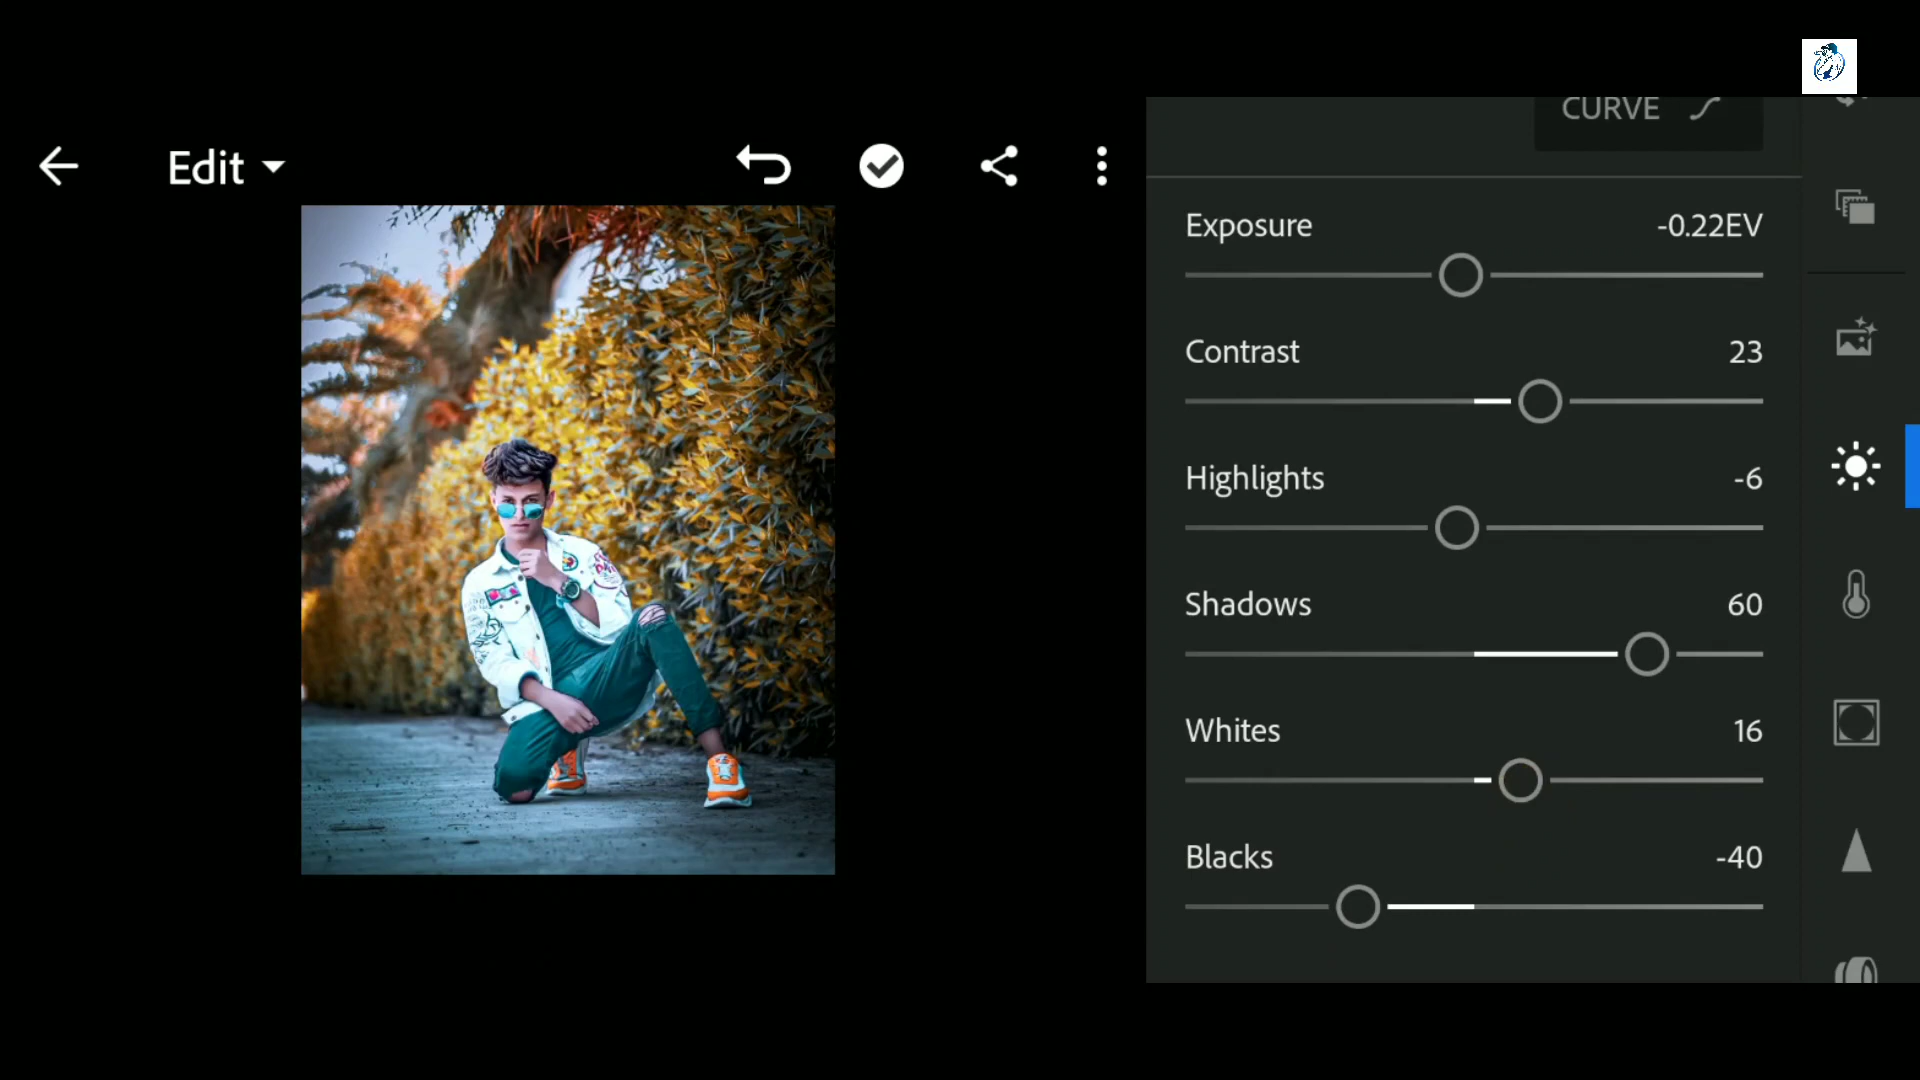 Edit
CURVE
Exposure -0.22EV
Contrast 23
Highlights -6
Shadows 60
Whites 16
Blacks -40